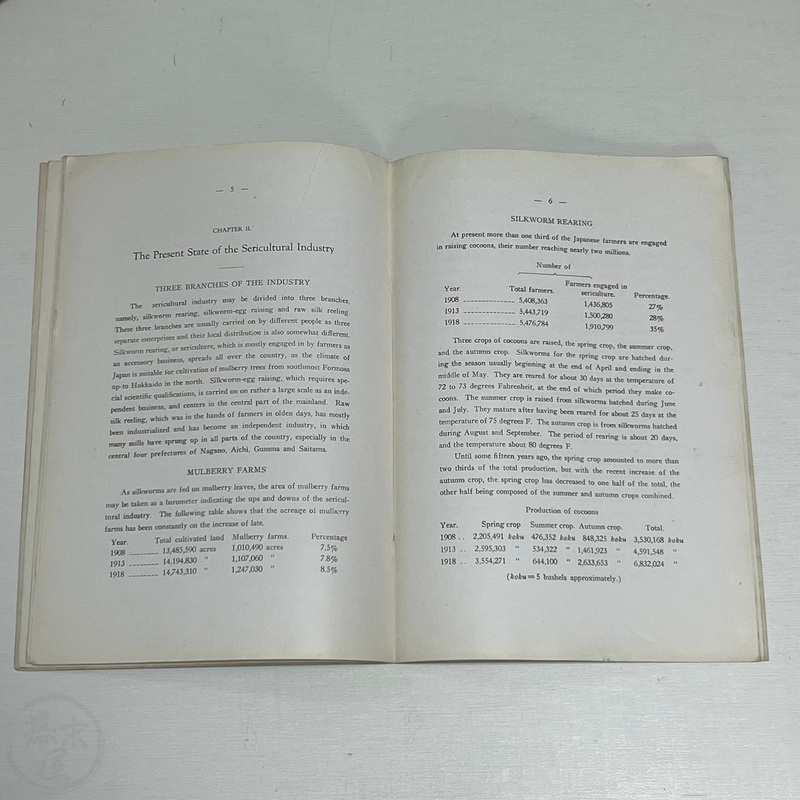 — 5 —
CHAPTER II.
The Present State of the Sericultural Industry
THREE BRANCHES OF THE INDUSTRY
The sericultural industry may be divided into three branches,
namely, silkworm rearing, silkworm-egg raising and raw silk reeling.
These three branches are usually carried on by different people as three
separate enterprises and their local distribution is also somewhat different.
Silkworm rearing, or sericulture, which is mostly engaged in by farmers as
an accessory business, spreads all over the country, as the climate of
Japan is suitable for cultivation of mulberry trees from southmost Formosa
up-to Hokkaido in the north. Silkworm-egg raising, which requires spe-
cial scientific qualifications, is carried on on rather a large scale as an inde-
pendent business, and centers in the central part of the mainland. Raw
silk reeling, which was in the hands of farmers in olden days, has mostly
been industrialized and has become an independent industry, in which
many mills have sprung up in all parts of the country, especially in the
central four prefectures of Nagano, Aichi, Gumma and Saitama.
MULBERRY FARMS
As silkworms are fed on mulberry leaves, the area of mulberry farms
may be taken as a barometer indicating the ups and downs of the sericul-
tural industry. The following table shows that the acreage of mulberry
farms has been constantly on the increase of late.
Year. Total cultivated land Mulberry farms. Percentage
1908 13,485,590 acres 1,010,490 acres 7.5%
1913 14,194,830 " 1,107,060 " 7.8%
1918 14,743,310 " 1,247,030 " 8.5%
— 6 —
SILKWORM REARING
At present more than one third of the Japanese farmers are engaged
in raising cocoons, their number reaching nearly two millions.
Number of
Year. Total farmers. Farmers engaged in sericulture. Percentage.
1908 5,408,363 1,436,805 27%
1913 5,443,719 1,500,280 28%
1918 5,476,784 1,910,799 35%
Three crops of cocoons are raised, the spring crop, the summer crop,
and the autumn crop. Silkworms for the spring crop are hatched dur-
ing the season usually beginning at the end of April and ending in the
middle of May. They are reared for about 30 days at the temperature of
72 to 73 degrees Fahrenheit, at the end of which period they make co-
coons. The summer crop is raised from silkworms hatched during June
and July. They mature after having been reared for about 25 days at the
temperature of 75 degrees F. The autumn crop is from silkworms hatched
during August and September. The period of rearing is about 20 days,
and the temperature about 80 degrees F.
Until some fifteen years ago, the spring crop amounted to more than
two thirds of the total production, but with the recent increase of the
autumn crop, the spring crop has decreased to one half of the total, the
other half being composed of the summer and autumn crops combined.
Production of cocoons
Year. Spring crop Summer crop. Autumn crop. Total.
1908 . . 2,205,491 koku 476,352 koku 848,325 koku 3,530,168 koku
1913 . . 2,595,303 " 534,322 " 1,461,923 " 4,591,548 "
1918 . . 3,554,271 " 644,100 " 2,633,653 " 6,832,024 "
(koku = 5 bushels approximately.)
幕末屋